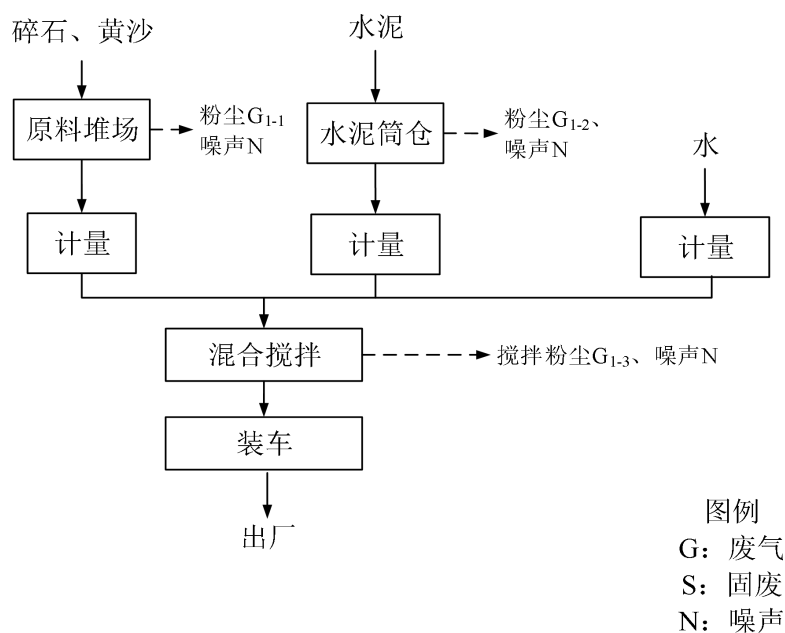 碎石、黄沙
水泥
原料堆场
粉尘G1-1
噪声N
水泥筒仓
粉尘G1-2、
噪声N
水
计量
计量
计量
混合搅拌
搅拌粉尘G1-3、噪声N
装车
出厂
图例
G：废气
S：固废
N：噪声